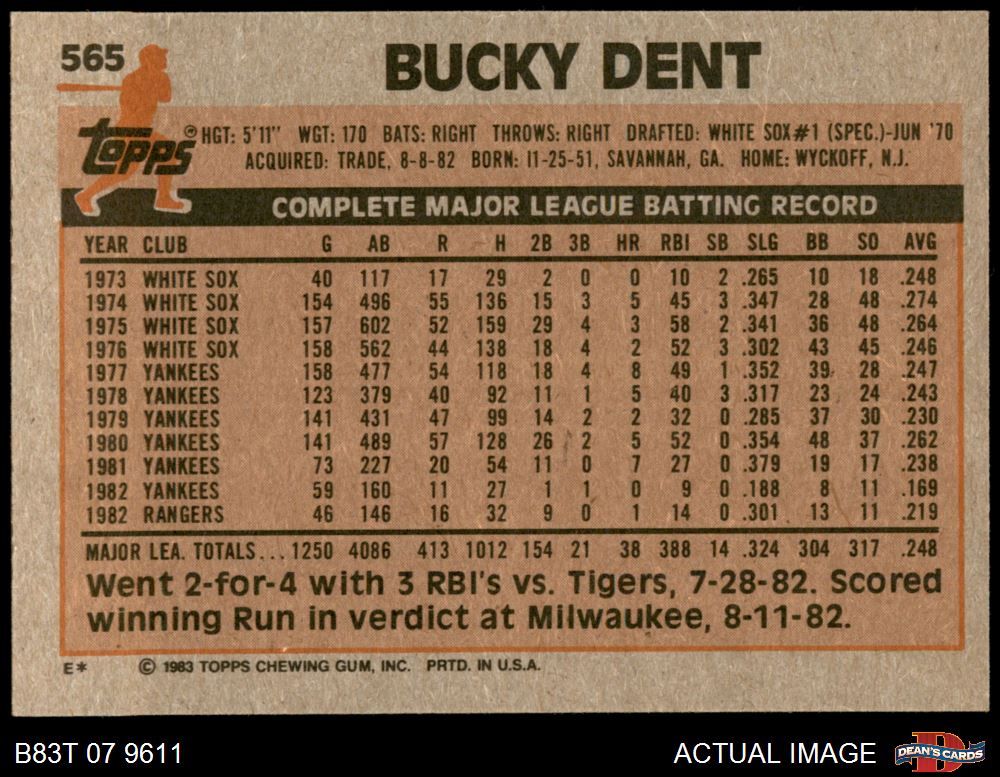 565 BUCKY DENT
topps
HGT: 5'11" WGT: 170 BATS: RIGHT THROWS: RIGHT DRAFTED: WHITE SOX#1 (SPEC.)-JUN '70
ACQUIRED: TRADE, 8-8-82 BORN: 11-25-51, SAVANNAH, GA. HOME: WYCKOFF, N.J.
COMPLETE MAJOR LEAGUE BATTING RECORD
YEAR CLUB G AB R H 2B 3B HR RBI SB SLG BB SO AVG
1973 WHITE SOX 40 117 17 29 2 0 0 10 2 .265 10 18 .248
1974 WHITE SOX 154 496 55 136 15 3 5 45 3 .347 28 48 .274
1975 WHITE SOX 157 602 52 159 29 4 3 58 2 .341 36 48 .264
1976 WHITE SOX 158 562 44 138 18 4 2 52 3 .302 43 45 .246
1977 YANKEES 158 477 54 118 18 4 8 49 1 .352 39 28 .247
1978 YANKEES 123 379 40 92 11 1 5 40 3 .317 23 24 .243
1979 YANKEES 141 431 47 99 14 2 2 32 0 .285 37 30 .230
1980 YANKEES 141 489 57 128 26 2 5 52 0 .354 48 37 .262
1981 YANKEES 73 227 20 54 11 0 7 27 0 .379 19 17 .238
1982 YANKEES 59 160 11 27 1 1 0 9 0 .188 8 11 .169
1982 RANGERS 46 146 16 32 9 0 1 14 0 .301 13 11 .219
MAJOR LEA. TOTALS... 1250 4086 413 1012 154 21 38 388 14 .324 304 317 .248
Went 2-for-4 with 3 RBI's vs. Tigers, 7-28-82. Scored
winning Run in verdict at Milwaukee, 8-11-82.
E* © 1983 TOPPS CHEWING GUM, INC. PRTD. IN U.S.A.
B83T 07 9611 ACTUAL IMAGE DEAN'S CARDS